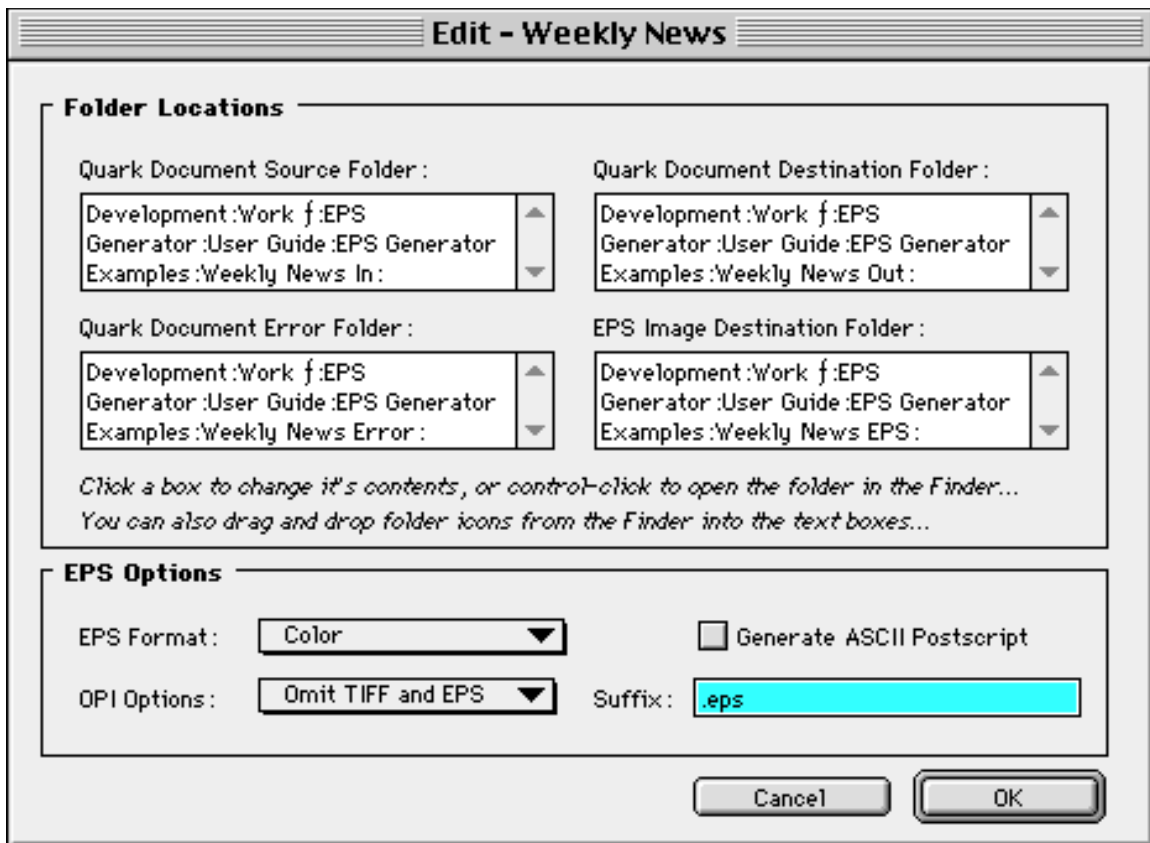 Edit - Weekly News
Folder Locations
Quark Document Source Folder :
Development :Work ƒ :EPS
Generator :User Guide :EPS Generator
Examples :Weekly News In :
Quark Document Destination Folder :
Development :Work ƒ :EPS
Generator :User Guide :EPS Generator
Examples :Weekly News Out :
Quark Document Error Folder :
Development :Work ƒ :EPS
Generator :User Guide :EPS Generator
Examples :Weekly News Error :
EPS Image Destination Folder :
Development :Work ƒ :EPS
Generator :User Guide :EPS Generator
Examples :Weekly News EPS :
Click a box to change it's contents, or control-click to open the folder in the Finder...
You can also drag and drop folder icons from the Finder into the text boxes...
EPS Options
EPS Format : Color
Generate ASCII Postscript
OPI Options : Omit TIFF and EPS
Suffix : .eps
Cancel
OK